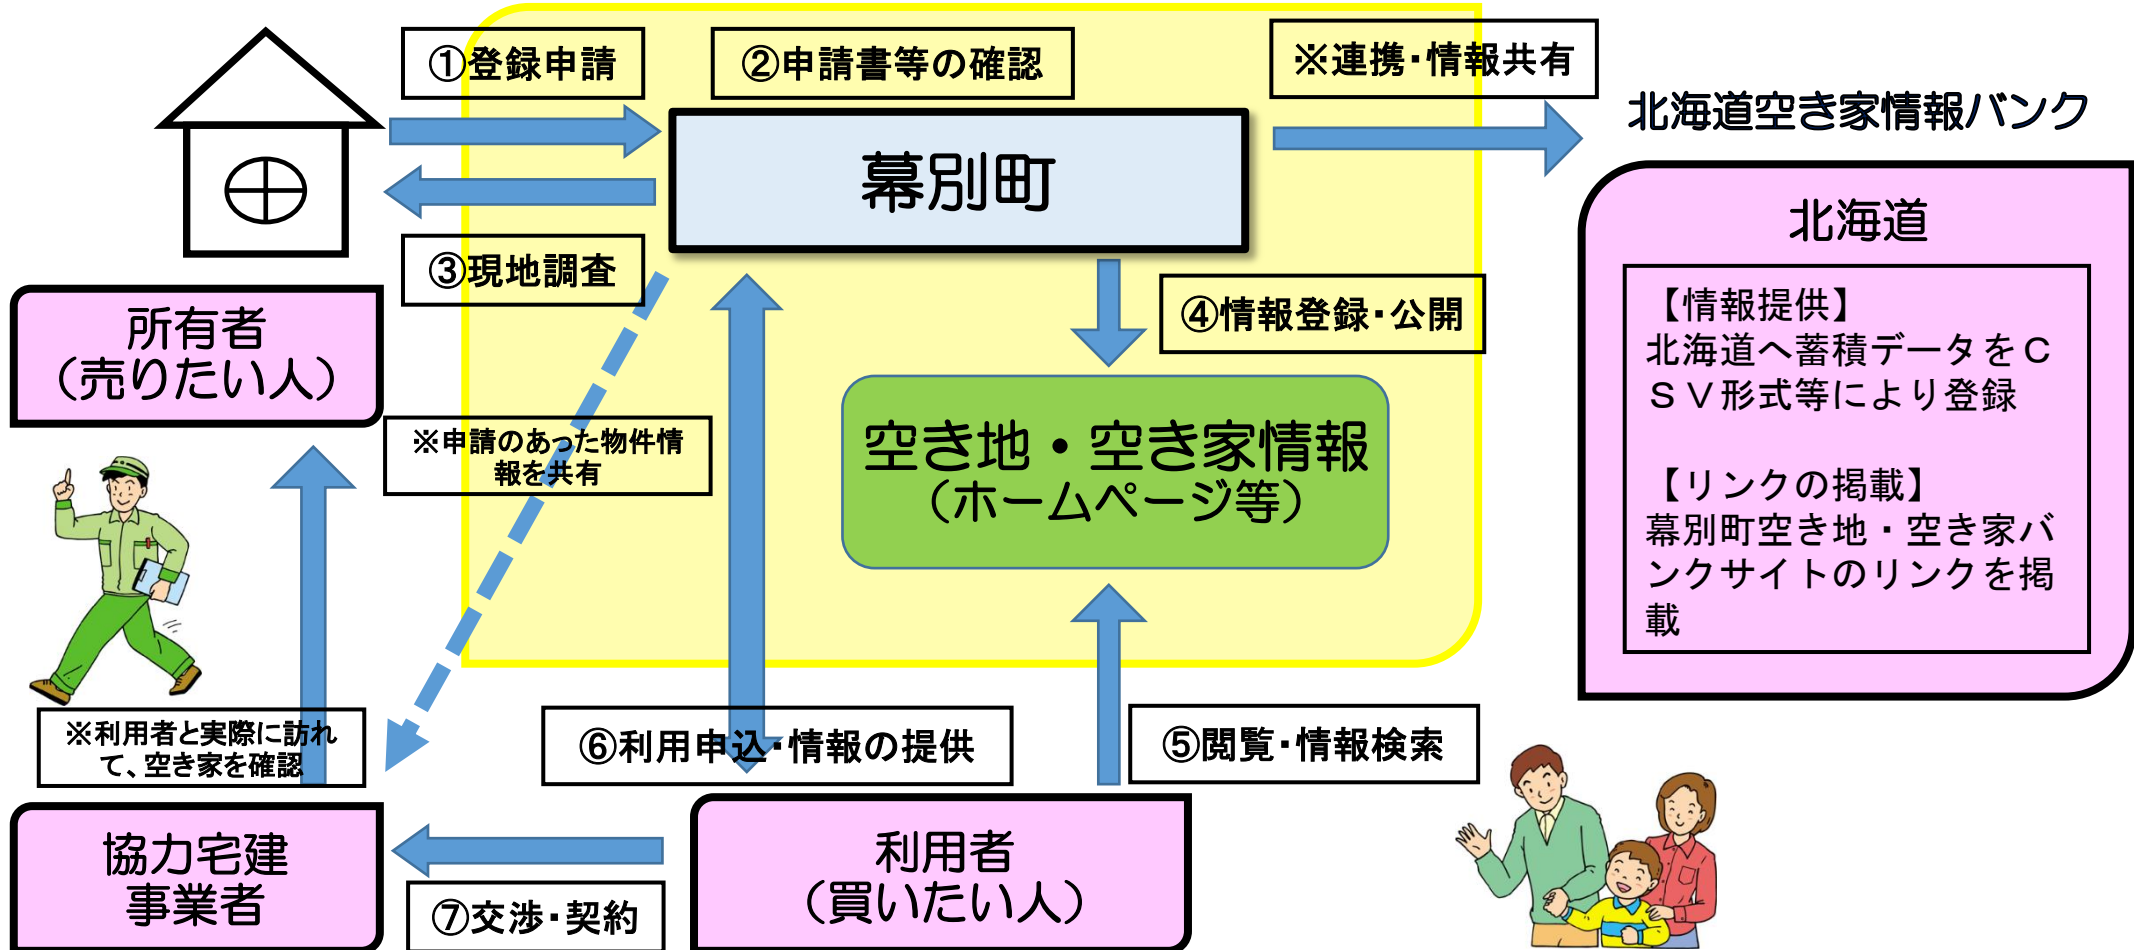 ①登録申請
②申請書等の確認
※連携・情報共有
北海道空き家情報バンク
幕別町
北海道
③現地調査
④情報登録・公開
【情報提供】
北海道へ蓄積データをＣ
ＳＶ形式等により登録
【リンクの掲載】
幕別町空き地・空き家バ
ンクサイトのリンクを掲
載
所有者
（売りたい人）
※申請のあった物件情
報を共有
空き地・空き家情報
（ホームページ等）
※利用者と実際に訪れ
て、空き家を確認
⑥利用申込・情報の提供
⑤閲覧・情報検索
協力宅建
事業者
⑦交渉・契約
利用者
（買いたい人）